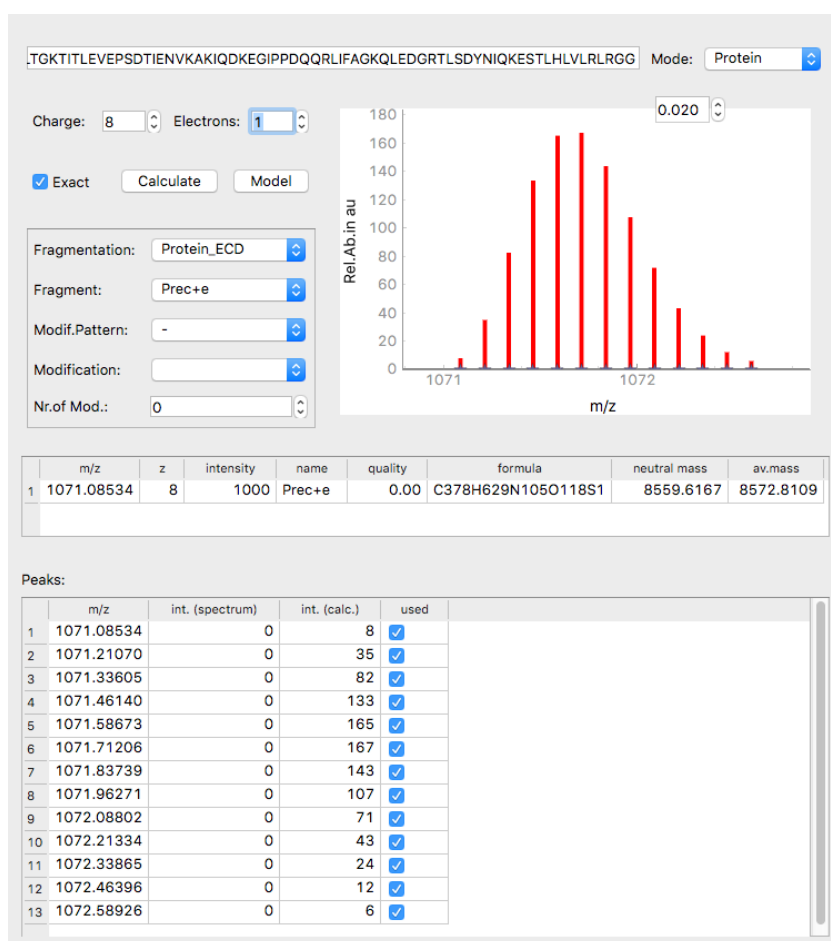 LTGKTITLEVEPSDTIENVKAKIQDKEGIPPDQQRLIFAGKQLEDGRTLSDYNIQKESTLHLVLRLRGG Mode: Protein
Charge: 8 Electrons: 1
0.020
Exact Calculate Model
Fragmentation: Protein_ECD
Fragment: Prec+e
Modif.Pattern: -
Modification:
Nr.of Mod.: 0
Rel.Ab.in au
180
160
140
120
100
80
60
40
20
0
1071 1072
m/z
m/z z intensity name quality formula neutral mass av.mass
1 1071.08534 8 1000 Prec+e 0.00 C378H629N105O118S1 8559.6167 8572.8109
Peaks:
m/z int. (spectrum) int. (calc.) used
1 1071.08534 0 8
2 1071.21070 0 35
3 1071.33605 0 82
4 1071.46140 0 133
5 1071.58673 0 165
6 1071.71206 0 167
7 1071.83739 0 143
8 1071.96271 0 107
9 1072.08802 0 71
10 1072.21334 0 43
11 1072.33865 0 24
12 1072.46396 0 12
13 1072.58926 0 6